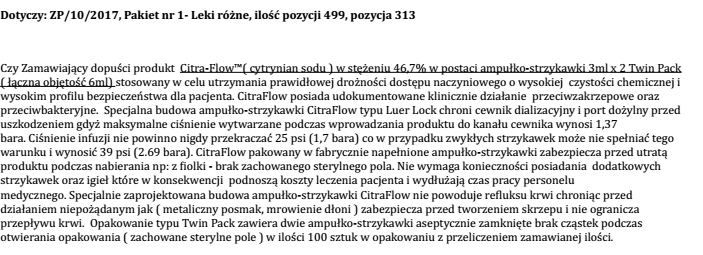 Dotyczy: ZP/10/2017, Pakiet nr 1- Leki różne, ilość pozycji 499, pozycja 313
Czy Zamawiający dopuści produkt Citra-Flow™( cytrynian sodu ) w stężeniu 46,7% w postaci ampułko-strzykawki 3ml x 2 Twin Pack
( łączna objętość 6ml) stosowany w celu utrzymania prawidłowej drożności dostępu naczyniowego o wysokiej czystości chemicznej i
wysokim profilu bezpieczeństwa dla pacjenta. CitraFlow posiada udokumentowane klinicznie działanie przeciwzakrzepowe oraz
przeciwbakteryjne. Specjalna budowa ampułko-strzykawki CitraFlow typu Luer Lock chroni cewnik dializacyjny i port dożylny przed
uszkodzeniem gdyż maksymalne ciśnienie wytwarzane podczas wprowadzania produktu do kanału cewnika wynosi 1,37
bara. Ciśnienie infuzji nie powinno nigdy przekraczać 25 psi (1,7 bara) co w przypadku zwykłych strzykawek może nie spełniać tego
warunku i wynosić 39 psi (2.69 bara). CitraFlow pakowany w fabrycznie napełnione ampułko-strzykawki zabezpiecza przed utratą
produktu podczas nabierania np: z fiolki - brak zachowanego sterylnego pola. Nie wymaga konieczności posiadania dodatkowych
strzykawek oraz igieł które w konsekwencji podnoszą koszty leczenia pacjenta i wydłużają czas pracy personelu
medycznego. Specjalnie zaprojektowana budowa ampułko-strzykawki CitraFlow nie powoduje refluksu krwi chroniąc przed
działaniem niepożądanym jak ( metaliczny posmak, mrowienie dłoni ) zabezpiecza przed tworzeniem skrzepu i nie ogranicza
przepływu krwi. Opakowanie typu Twin Pack zawiera dwie ampułko-strzykawki aseptycznie zamknięte brak cząstek podczas
otwierania opakowania ( zachowane sterylne pole ) w ilości 100 sztuk w opakowaniu z przeliczeniem zamawianej ilości.